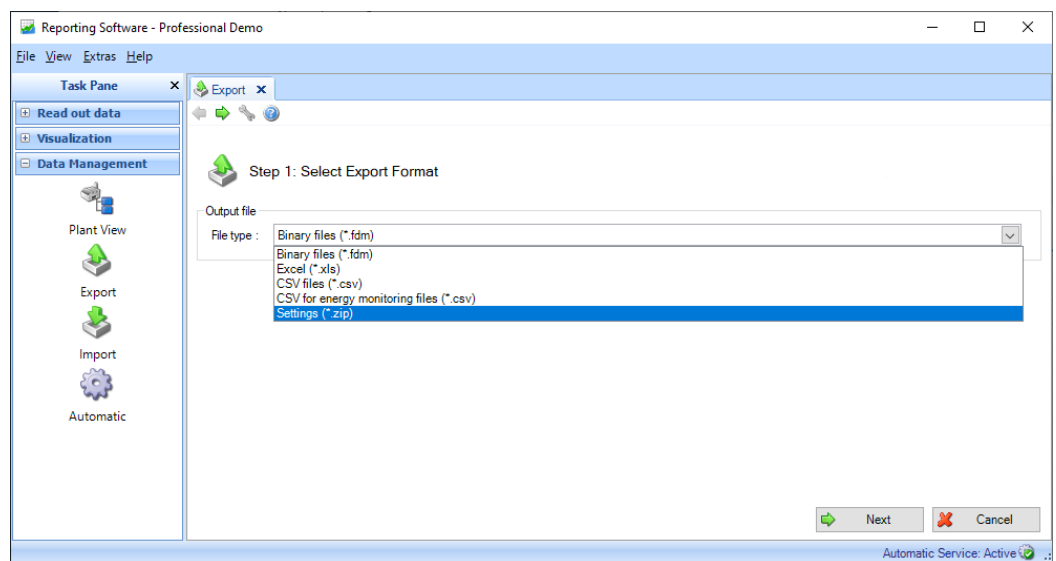 Reporting Software - Professional Demo
File View Extras Help
Task Pane
Export
Read out data
Visualization
Data Management
Plant View
Export
Import
Automatic
Step 1: Select Export Format
Output file
File type : Binary files (*.fdm)
Binary files (*.fdm)
Excel (*.xls)
CSV files (*.csv)
CSV for energy monitoring files (*.csv)
Settings (*.zip)
Next Cancel
Automatic Service: Active